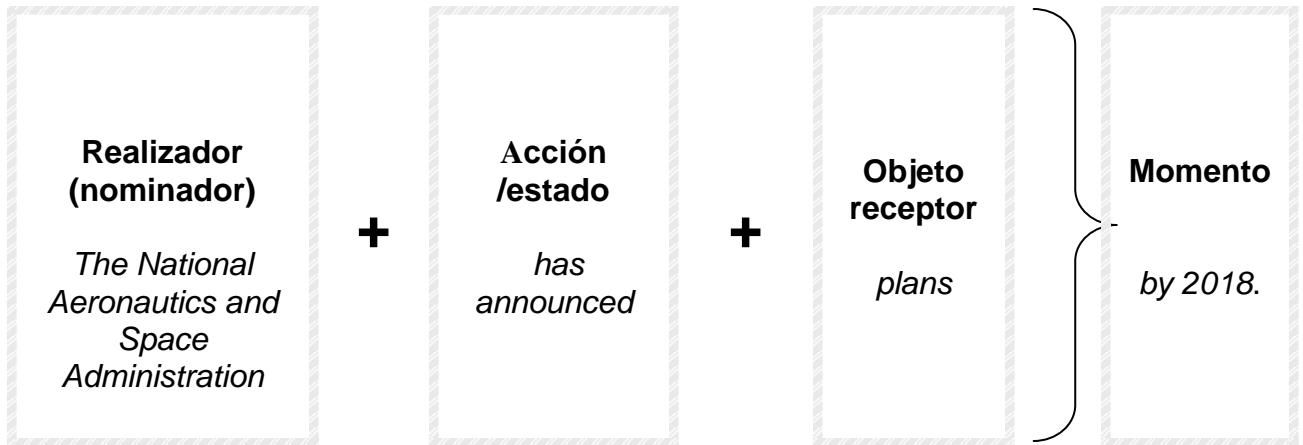 Realizador
(nominador)
The National
Aeronautics and
Space
Administration
+
Acción
/estado
has
announced
+
Objeto
receptor
plans
Momento
by 2018.